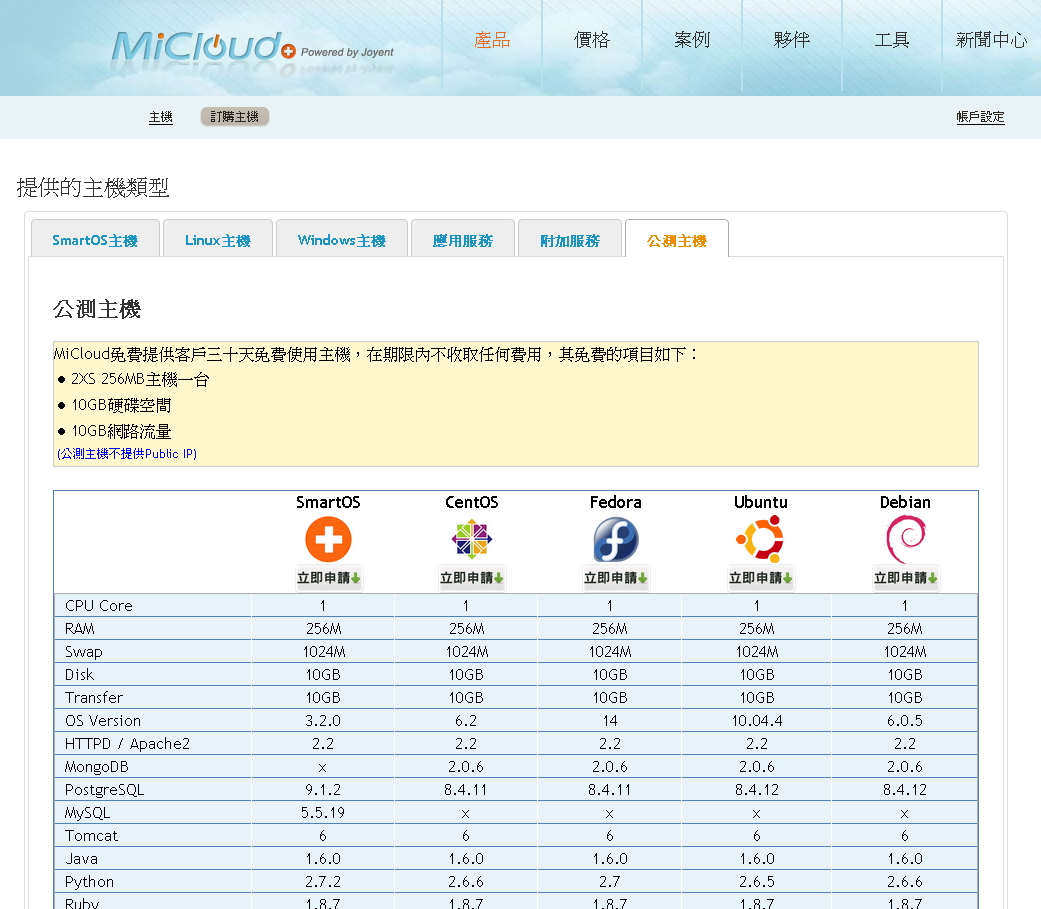 MiCloud Powered by Joyent
產品 價格 案例 夥伴 工具 新聞中心
主機 訂購主機 帳戶設定
提供的主機類型
SmartOS主機 Linux主機 Windows主機 應用服務 附加服務 公測主機
公測主機
MiCloud免費提供客戶三十天免費使用主機，在期限內不收取任何費用，其免費的項目如下：
● 2XS 256MB主機一台
● 10GB硬碟空間
● 10GB網路流量
(公測主機不提供Public IP)
SmartOS CentOS Fedora Ubuntu Debian
立即申請 立即申請 立即申請 立即申請 立即申請
CPU Core 1 1 1 1 1
RAM 256M 256M 256M 256M 256M
Swap 1024M 1024M 1024M 1024M 1024M
Disk 10GB 10GB 10GB 10GB 10GB
Transfer 10GB 10GB 10GB 10GB 10GB
OS Version 3.2.0 6.2 14 10.04.4 6.0.5
HTTPD / Apache2 2.2 2.2 2.2 2.2 2.2
MongoDB x 2.0.6 2.0.6 2.0.6 2.0.6
PostgreSQL 9.1.2 8.4.11 8.4.11 8.4.12 8.4.12
MySQL 5.5.19 x x x x
Tomcat 6 6 6 6 6
Java 1.6.0 1.6.0 1.6.0 1.6.0 1.6.0
Python 2.7.2 2.6.6 2.7 2.6.5 2.6.6
Ruby 1.8.7 1.8.7 1.8.7 1.8.7 1.8.7